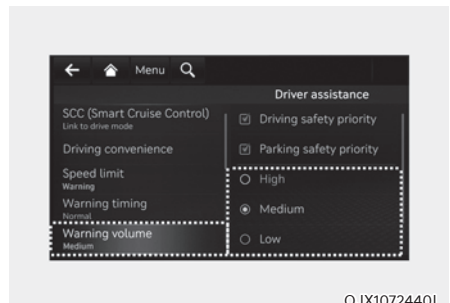 Menu
Driver assistance
SCC (Smart Cruise Control)
Link to drive mode
Driving convenience
Speed limit
Warning
Warning timing
Normal
Warning volume
Medium
Driving safety priority
Parking safety priority
High
Medium
Low
OJX1072440L